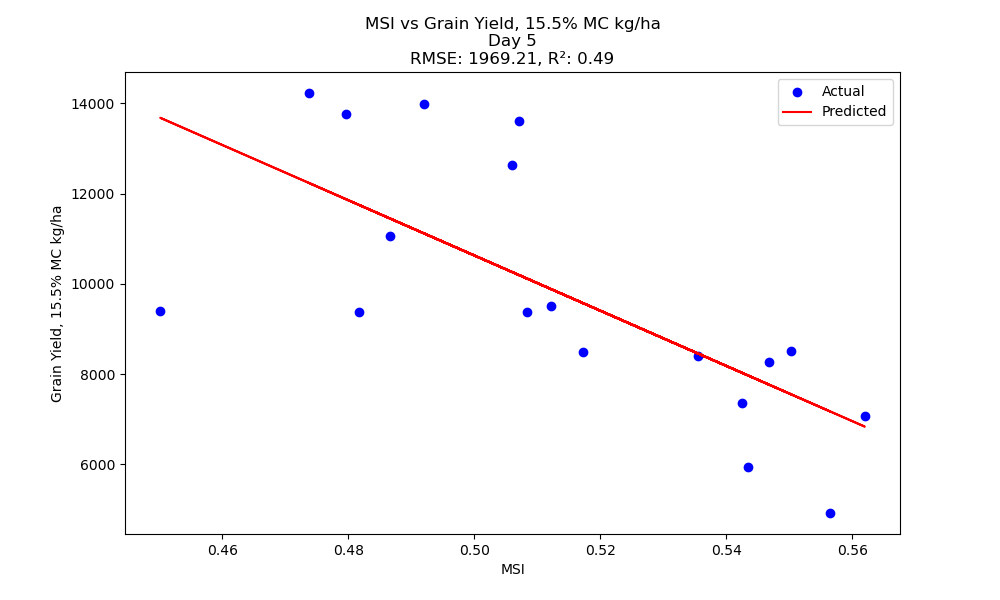 MSI vs Grain Yield, 15.5% MC kg/ha
Day 5
RMSE: 1969.21, R²: 0.49
Actual
Predicted
Grain Yield, 15.5% MC kg/ha
14000
12000
10000
8000
6000
0.46 0.48 0.50 0.52 0.54 0.56
MSI